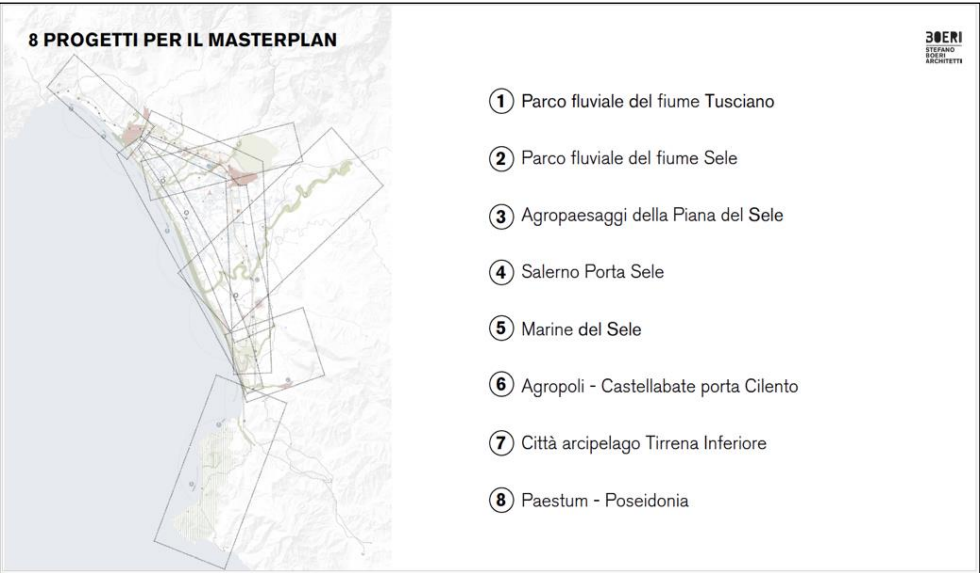 8 PROGETTI PER IL MASTERPLAN
BOERI
STEFANO
BOERI
ARCHITETTI
1 Parco fluviale del fiume Tusciano
2 Parco fluviale del fiume Sele
3 Agropaesaggi della Piana del Sele
4 Salerno Porta Sele
5 Marine del Sele
6 Agropoli - Castellabate porta Cilento
7 Città arcipelago Tirrena Inferiore
8 Paestum - Poseidonia